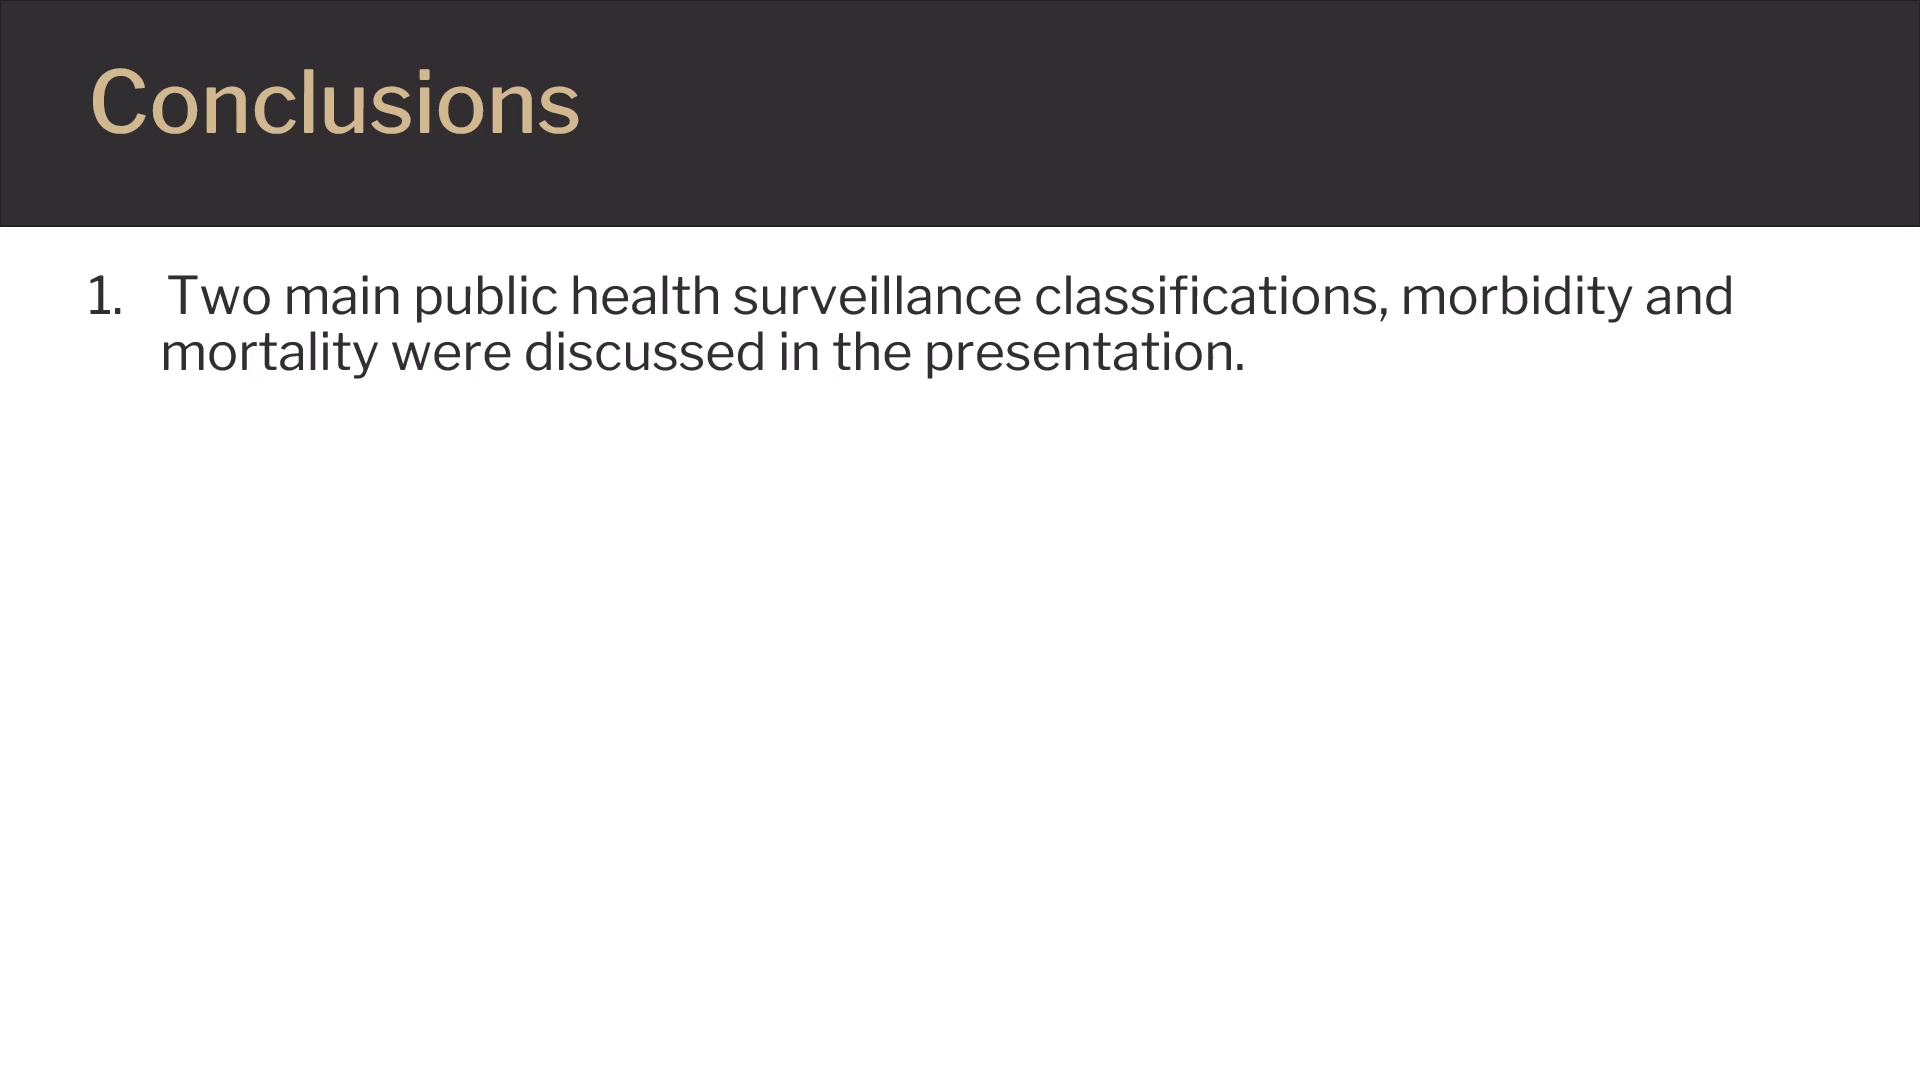 Conclusions
1. Two main public health surveillance classifications, morbidity and
mortality were discussed in the presentation.